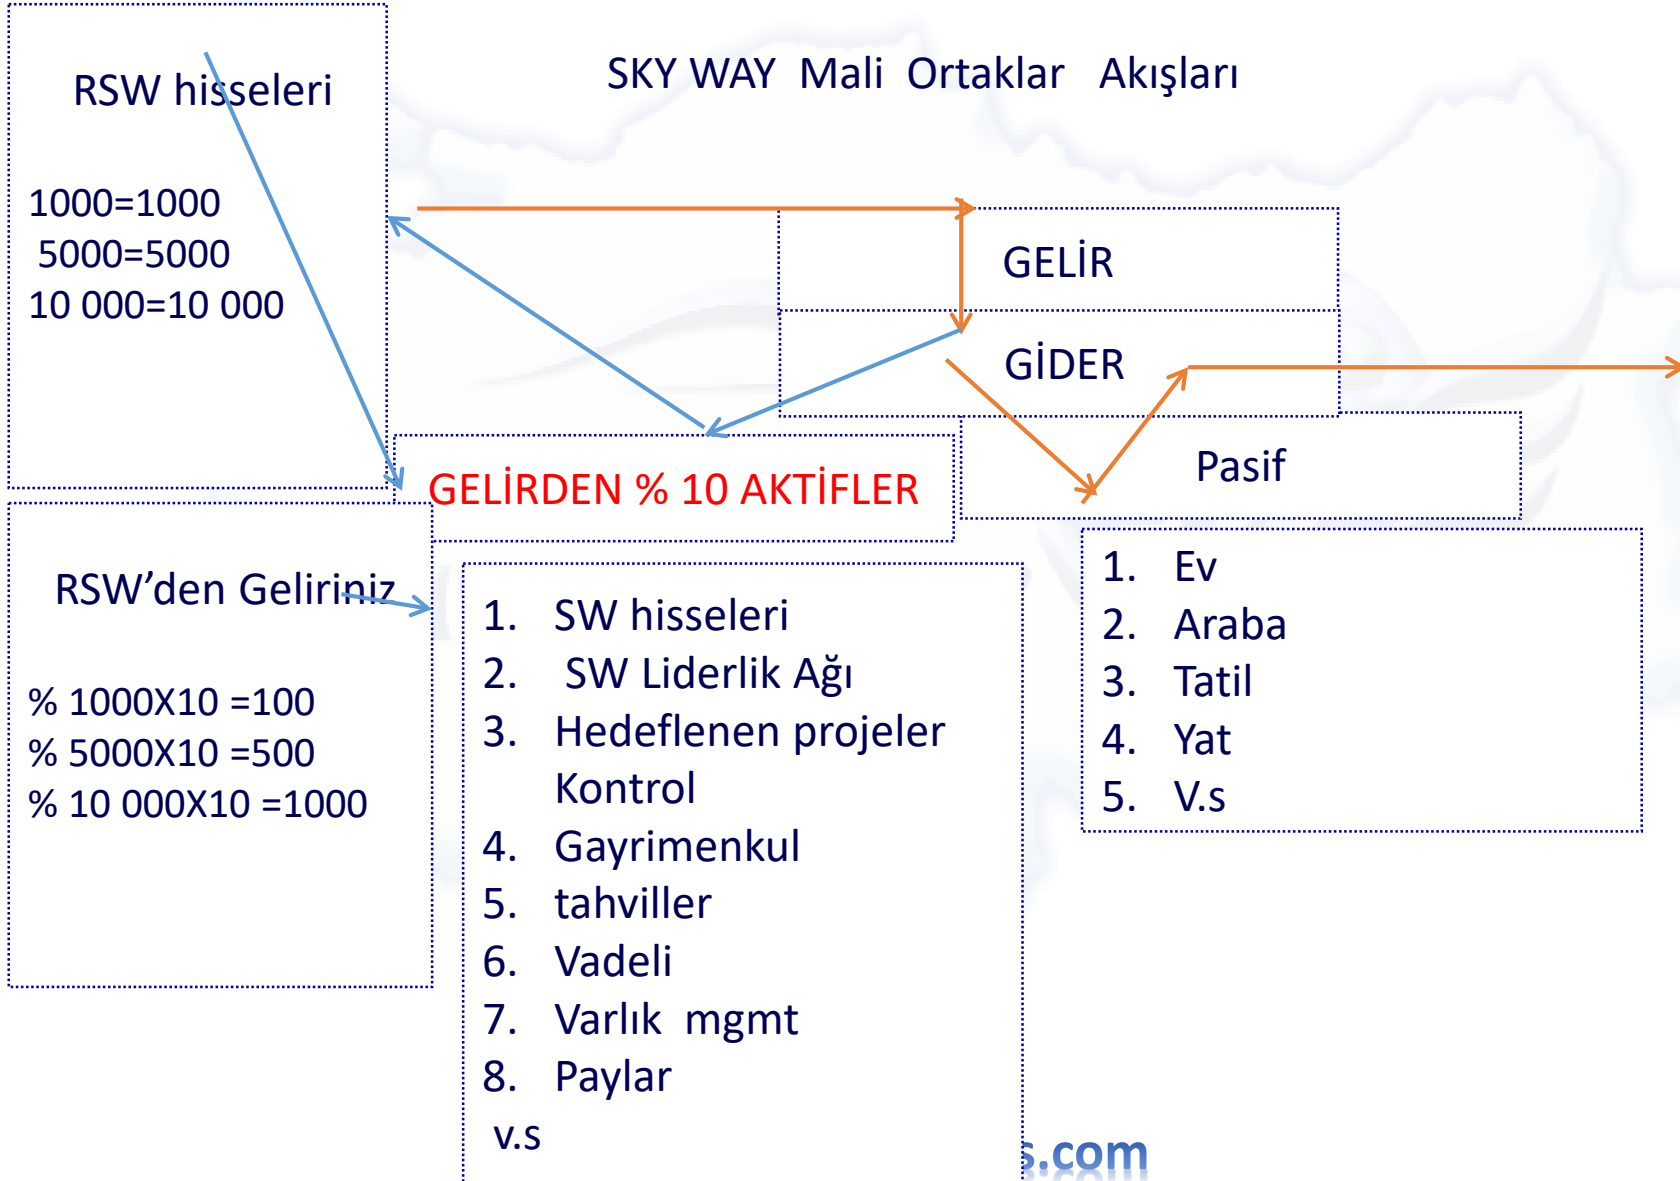 SKY WAY Mali Ortaklar Akışları
RSW hisseleri
1000=1000
5000=5000
10 000=10 000
GELİR
GİDER
GELİRDEN % 10 AKTİFLER
Pasif
RSW’den Geliriniz
% 1000X10 =100
% 5000X10 =500
% 10 000X10 =1000
1. SW hisseleri
2. SW Liderlik Ağı
3. Hedeflenen projeler
Kontrol
4. Gayrimenkul
5. tahviller
6. Vadeli
7. Varlık mgmt
8. Paylar
v.s
1. Ev
2. Araba
3. Tatil
4. Yat
5. V.s
s.com